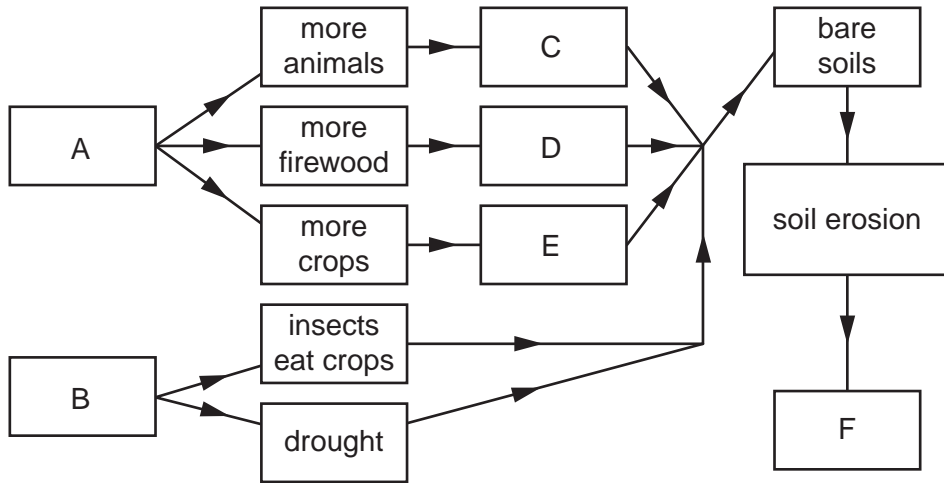 more
animals
C
bare
soils
A
more
firewood
D
more
crops
E
soil erosion
insects
eat crops
B
drought
F